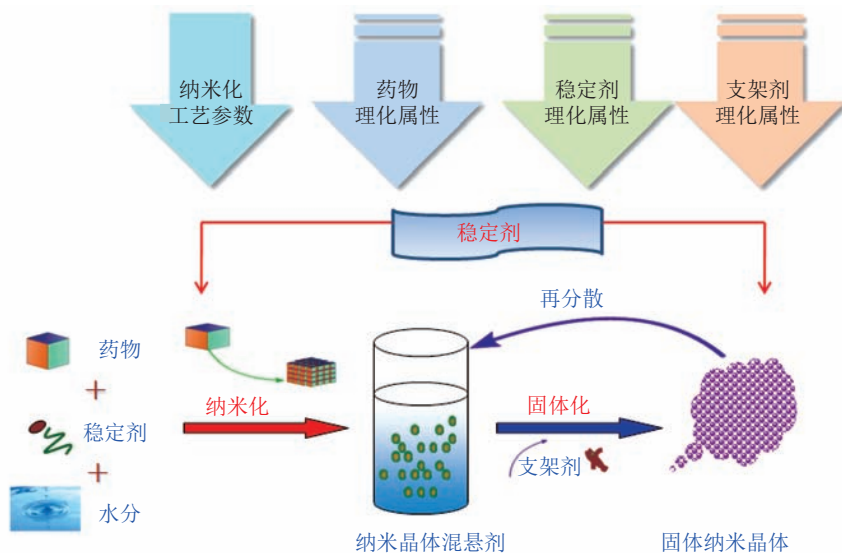 纳米化
工艺参数
药物
理化属性
稳定剂
理化属性
支架剂
理化属性
稳定剂
再分散
药物
+
稳定剂
+
水分
纳米化
固体化
支架剂
纳米晶体混悬剂
固体纳米晶体